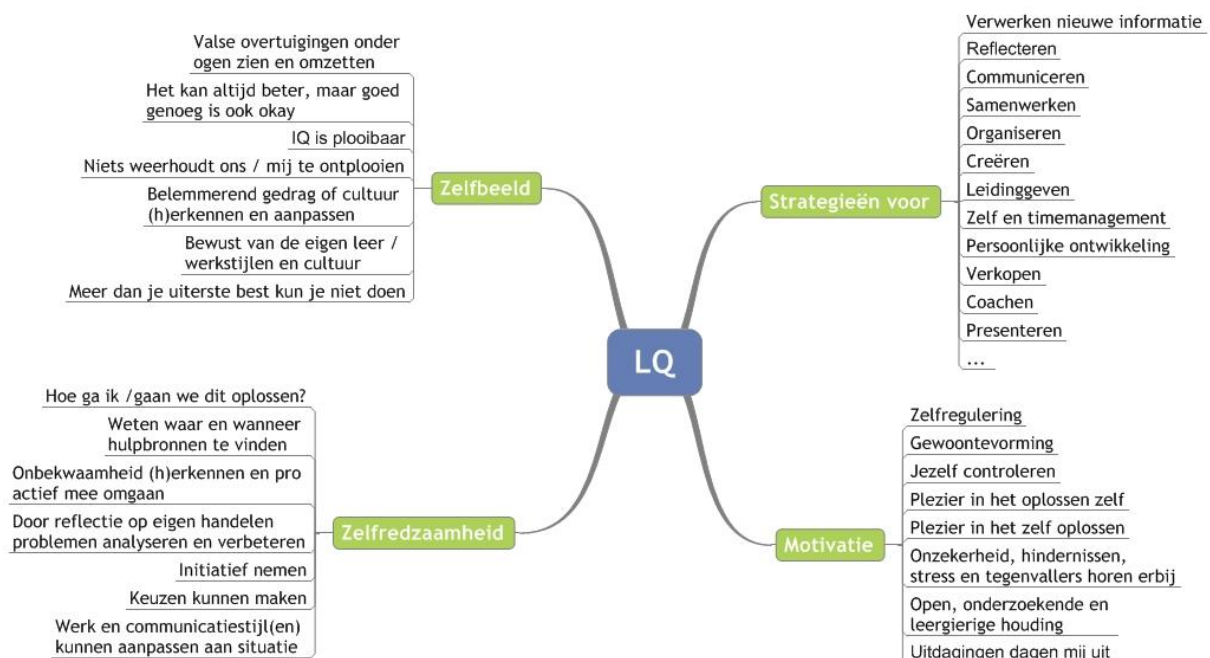 Valse overtuigingen onder
ogen zien en omzetten
Het kan altijd beter, maar goed
genoeg is ook okay
IQ is plooibaar
Niets weerhoudt ons / mij te ontplooien
Belemmerend gedrag of cultuur
(h)erkennen en aanpassen
Bewust van de eigen leer /
werkstijlen en cultuur
Meer dan je uiterste best kun je niet doen
Zelfbeeld
Strategieën voor
Verwerken nieuwe informatie
Reflecteren
Communiceren
Samenwerken
Organiseren
Creëren
Leidinggeven
Zelf en timemanagement
Persoonlijke ontwikkeling
Verkopen
Coachen
Presenteren
...
LQ
Hoe ga ik /gaan we dit oplossen?
Weten waar en wanneer
hulpbronnen te vinden
Onbekwaamheid (h)erkennen en pro
actief mee omgaan
Door reflectie op eigen handelen
problemen analyseren en verbeteren
Initiatief nemen
Keuzen kunnen maken
Werk en communicatiestijl(en)
kunnen aanpassen aan situatie
Zelfredzaamheid
Motivatie
Zelfregulering
Gewoontevorming
Jezelf controleren
Plezier in het oplossen zelf
Plezier in het zelf oplossen
Onzekerheid, hindernissen,
stress en tegenvallers horen erbij
Open, onderzoekende en
leergierige houding
Uitdagingen dagen mij uit